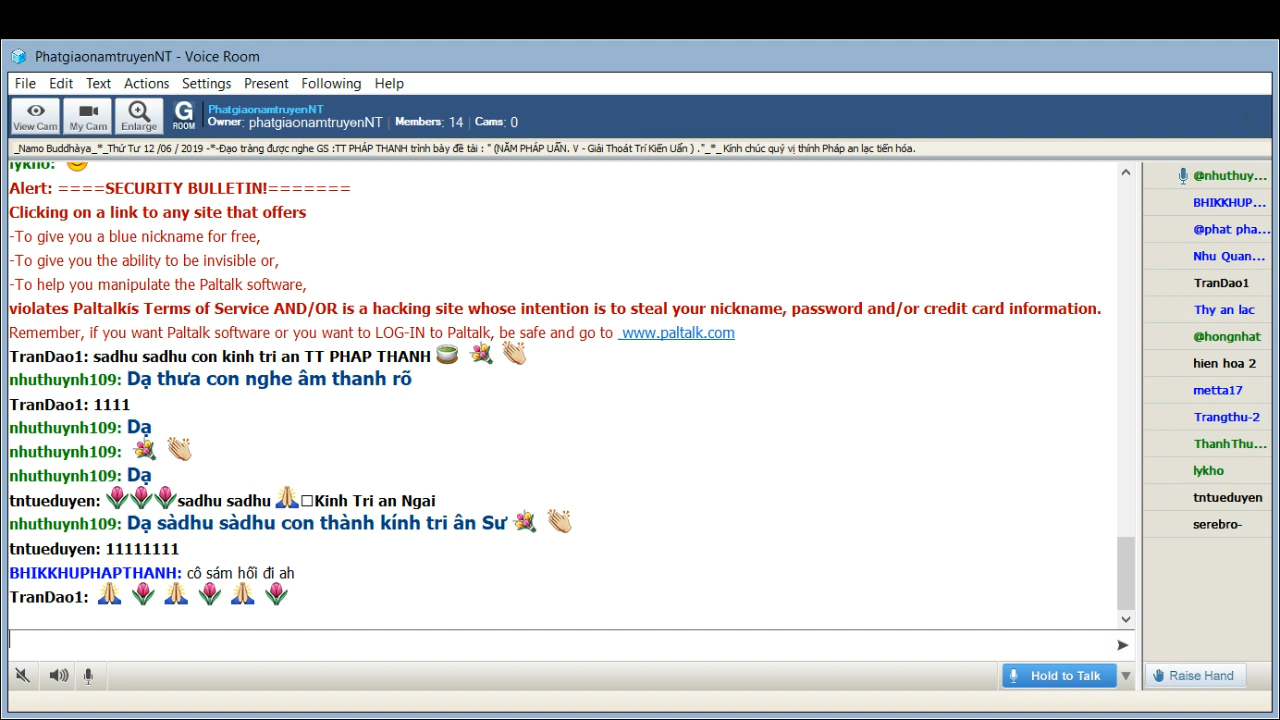 PhatgiaonamtruyenNT - Voice Room
File Edit Text Actions Settings Present Following Help
View Cam My Cam Enlarge G ROOM
PhatgiaonamtruyenNT
Owner: phatgiaonamtruyenNT Members: 14 Cams: 0
_Namo Buddhàya_*_Thứ Tư 12 /06 / 2019 -*-Đạo tràng được nghe GS :TT PHÁP THANH trình bày đề tài : " (NĂM PHÁP UẨN. V - Giải Thoát Trí Kiến Uẩn ) ."_*_ Kính chúc quý vị thính Pháp an lạc tiến hóa.
lykho:
Alert: ====SECURITY BULLETIN!=======
Clicking on a link to any site that offers
-To give you a blue nickname for free,
-To give you the ability to be invisible or,
-To help you manipulate the Paltalk software,
violates Paltalkís Terms of Service AND/OR is a hacking site whose intention is to steal your nickname, password and/or credit card information.
Remember, if you want Paltalk software or you want to LOG-IN to Paltalk, be safe and go to www.paltalk.com
TranDao1: sadhu sadhu con kinh tri an TT PHAP THANH
nhuthuynh109: Dạ thưa con nghe âm thanh rõ
TranDao1: 1111
nhuthuynh109: Dạ
nhuthuynh109:
nhuthuynh109: Dạ
tntueduyen: sadhu sadhu Kinh Tri an Ngai
nhuthuynh109: Dạ sàdhu sàdhu con thành kính tri ân Sư
tntueduyen: 11111111
BHIKKHUPHAPTHANH: cô sám hối đi ah
TranDao1:
@nhuthuy...
BHIKKHUP...
@phat pha...
Nhu Quan...
TranDao1
Thy an lac
@hongnhat
hien hoa 2
metta17
Trangthu-2
ThanhThu...
lykho
tntueduyen
serebro-
Hold to Talk
Raise Hand